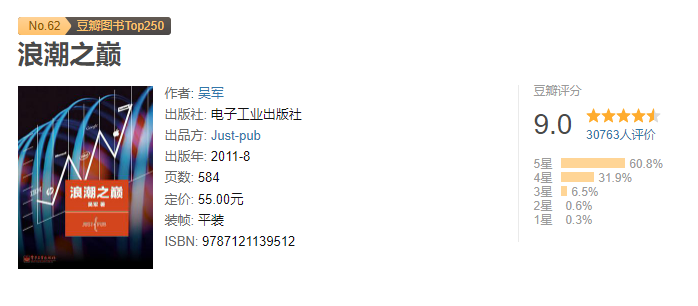 No.62 豆瓣图书Top250
浪潮之巅
作者: 吴军
出版社: 电子工业出版社
出品方: Just-pub
出版年: 2011-8
页数: 584
定价: 55.00元
装帧: 平装
ISBN: 9787121139512
豆瓣评分
9.0
30763人评价
5星 60.8%
4星 31.9%
3星 6.5%
2星 0.6%
1星 0.3%
浪潮之巅
吴军 著
JUST PUB